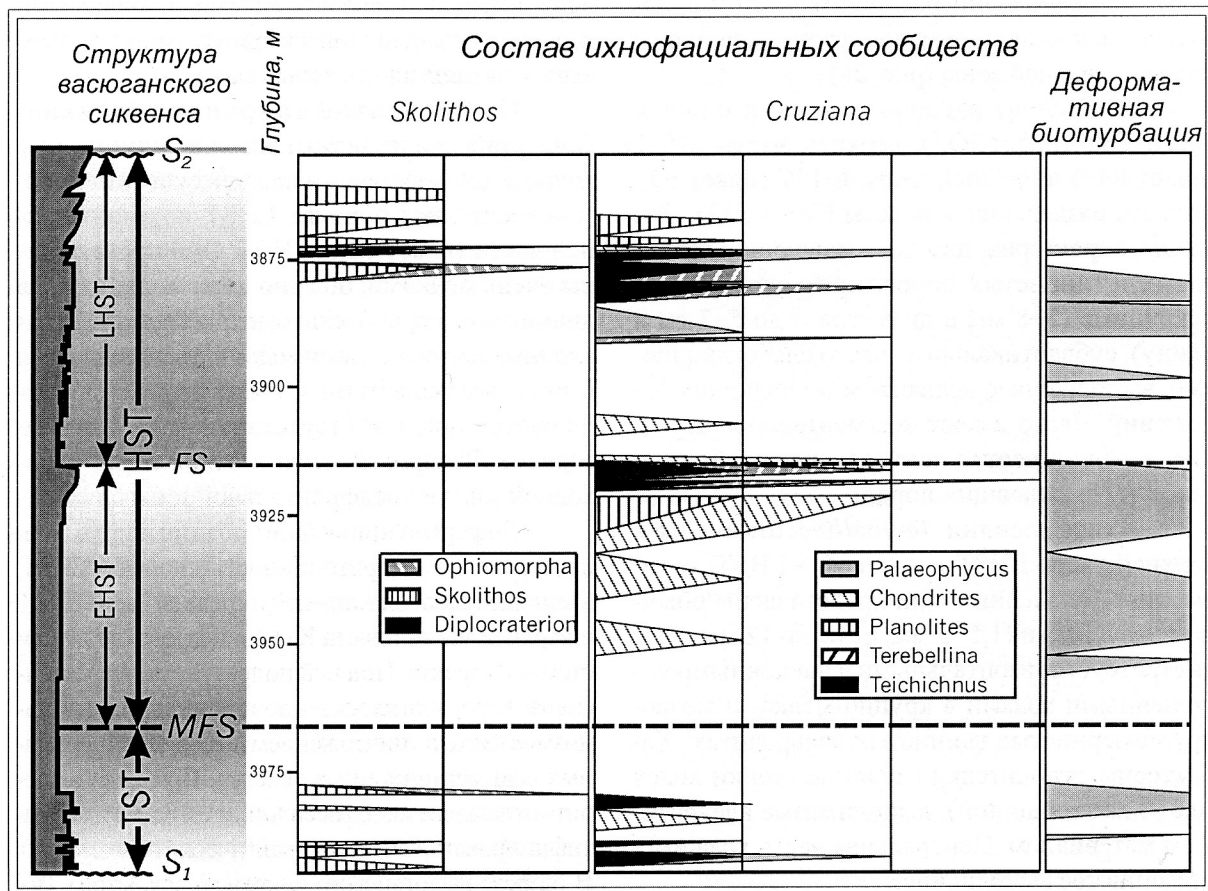 Структура
васюганского
сиквенса
Глубина, м
Состав ихнофациальных сообществ
Skolithos
Cruziana
Деформа-
тивная
биотурбация
S2
LHST
HST
FS
EHST
MFS
TST
S1
3875
3900
3925
3950
3975
Ophiomorpha
Skolithos
Diplocraterion
Palaeophycus
Chondrites
Planolites
Terebellina
Teichichnus